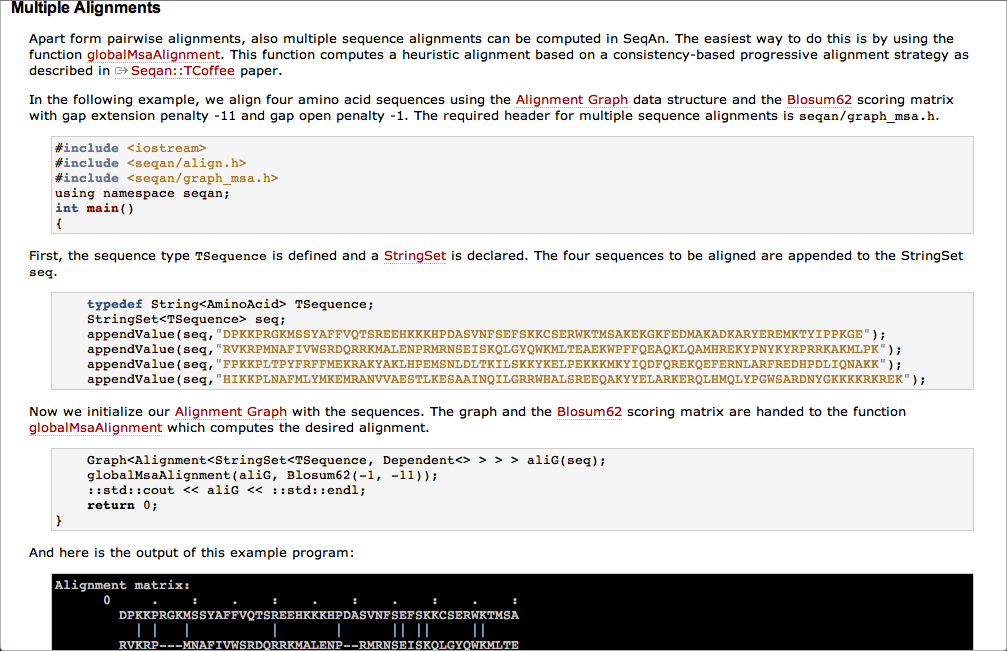 Multiple Alignments
Apart form pairwise alignments, also multiple sequence alignments can be computed in SeqAn. The easiest way to do this is by using the
function globalMsaAlignment. This function computes a heuristic alignment based on a consistency-based progressive alignment strategy as
described in Seqan::TCoffee paper.
In the following example, we align four amino acid sequences using the Alignment Graph data structure and the Blosum62 scoring matrix
with gap extension penalty -11 and gap open penalty -1. The required header for multiple sequence alignments is seqan/graph_msa.h.
#include <iostream>
#include <seqan/align.h>
#include <seqan/graph_msa.h>
using namespace seqan;
int main()
{
First, the sequence type TSequence is defined and a StringSet is declared. The four sequences to be aligned are appended to the StringSet
seq.
typedef String<AminoAcid> TSequence;
StringSet<TSequence> seq;
appendValue(seq,"DPKKPRGKMSSYAFFVQTSREEHKKKHPDASVNFSEFSKKCSERWKTMSAKEKGKFEDMAKADKARYEREMKTYIPPKGE");
appendValue(seq,"RVKRPMNAFIVWSRDQRRKMALENPRMRNSEISKQLGYQWKMLTEAEKWPFFQEAQKLQAMHREKYPNYKYRPRRKAKMLPK");
appendValue(seq,"FPKKPLTPYFRFFMEKRAKYAKLHPEMSNLDLTKILSKKYKELPEKKKMKYIQDFQREKQEFERNLARFREDHPDLIQNAKK");
appendValue(seq,"HIKKPLNAFMLYMKEMRANVVAESTLKESAAINQILGRRWHALSREEQAKYYELARKERQLHMQLYPGWSARDNYGKKKKRKREK");
Now we initialize our Alignment Graph with the sequences. The graph and the Blosum62 scoring matrix are handed to the function
globalMsaAlignment which computes the desired alignment.
Graph<Alignment<StringSet<TSequence, Dependent<> > > > aliG(seq);
globalMsaAlignment(aliG, Blosum62(-1, -11));
::std::cout << aliG << ::std::endl;
return 0;
}
And here is the output of this example program:
Alignment matrix:
0     .    :    .    :    .    :    .    :    .    :
DPKKPRGKMSSYAFFVQTSREEHKKKHPDASVNFSEFSKKCSERWKTMSA
  | |   |          |       |      || ||     ||
RVKRP---MNAFIVWSRDQRRKMALENP--RMRNSEISKQLGYQWKMLTE